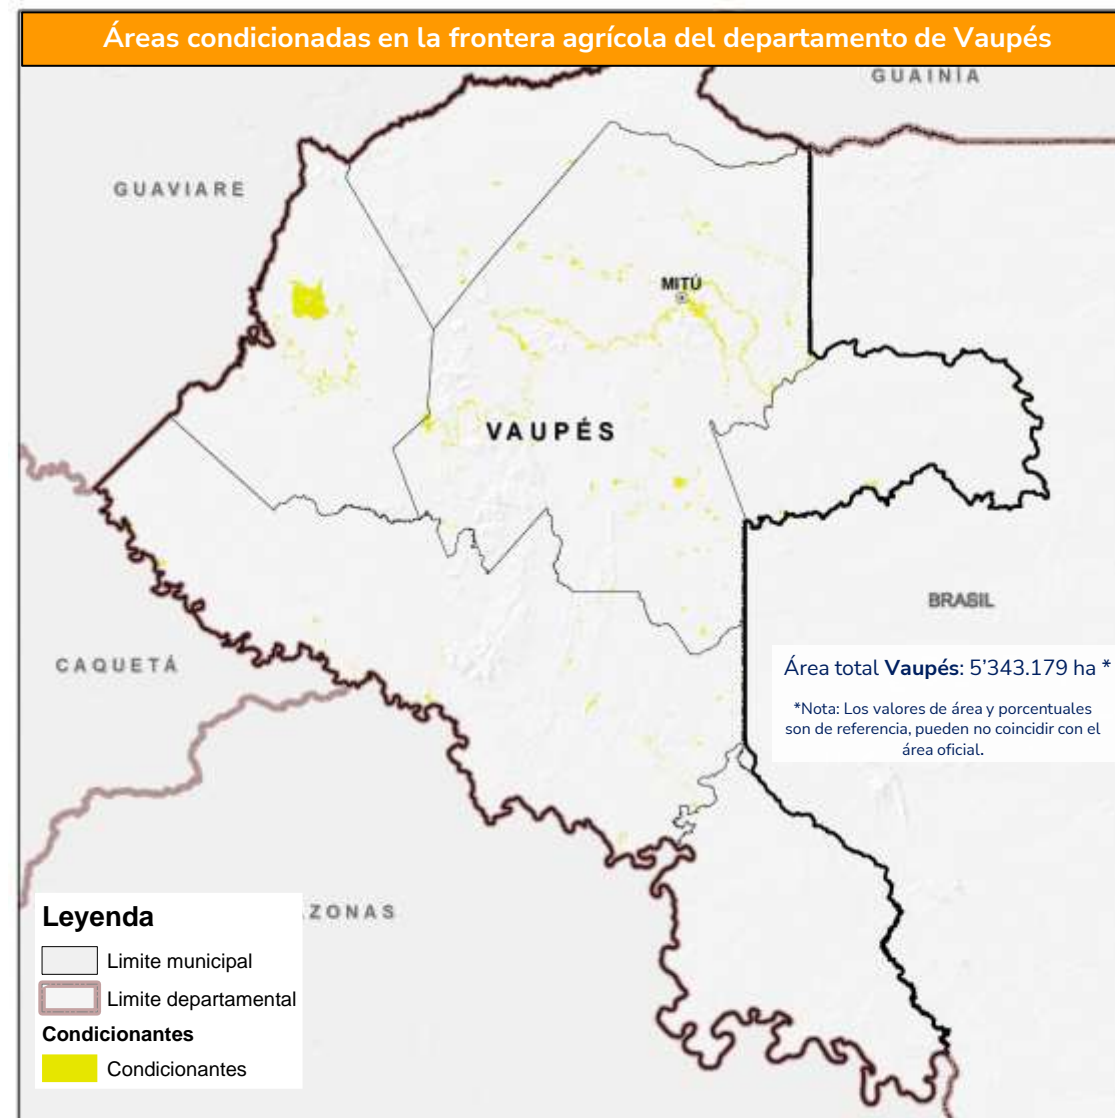 Áreas condicionadas en la frontera agrícola del departamento de Vaupés
GUAINÍA
GUAVIARE
MITÚ
VAUPÉS
BRASIL
CAQUETÁ
Área total Vaupés: 5’343.179 ha *
*Nota: Los valores de área y porcentuales
son de referencia, pueden no coincidir con el
área oficial.
ZONAS
Leyenda
Limite municipal
Limite departamental
Condicionantes
Condicionantes